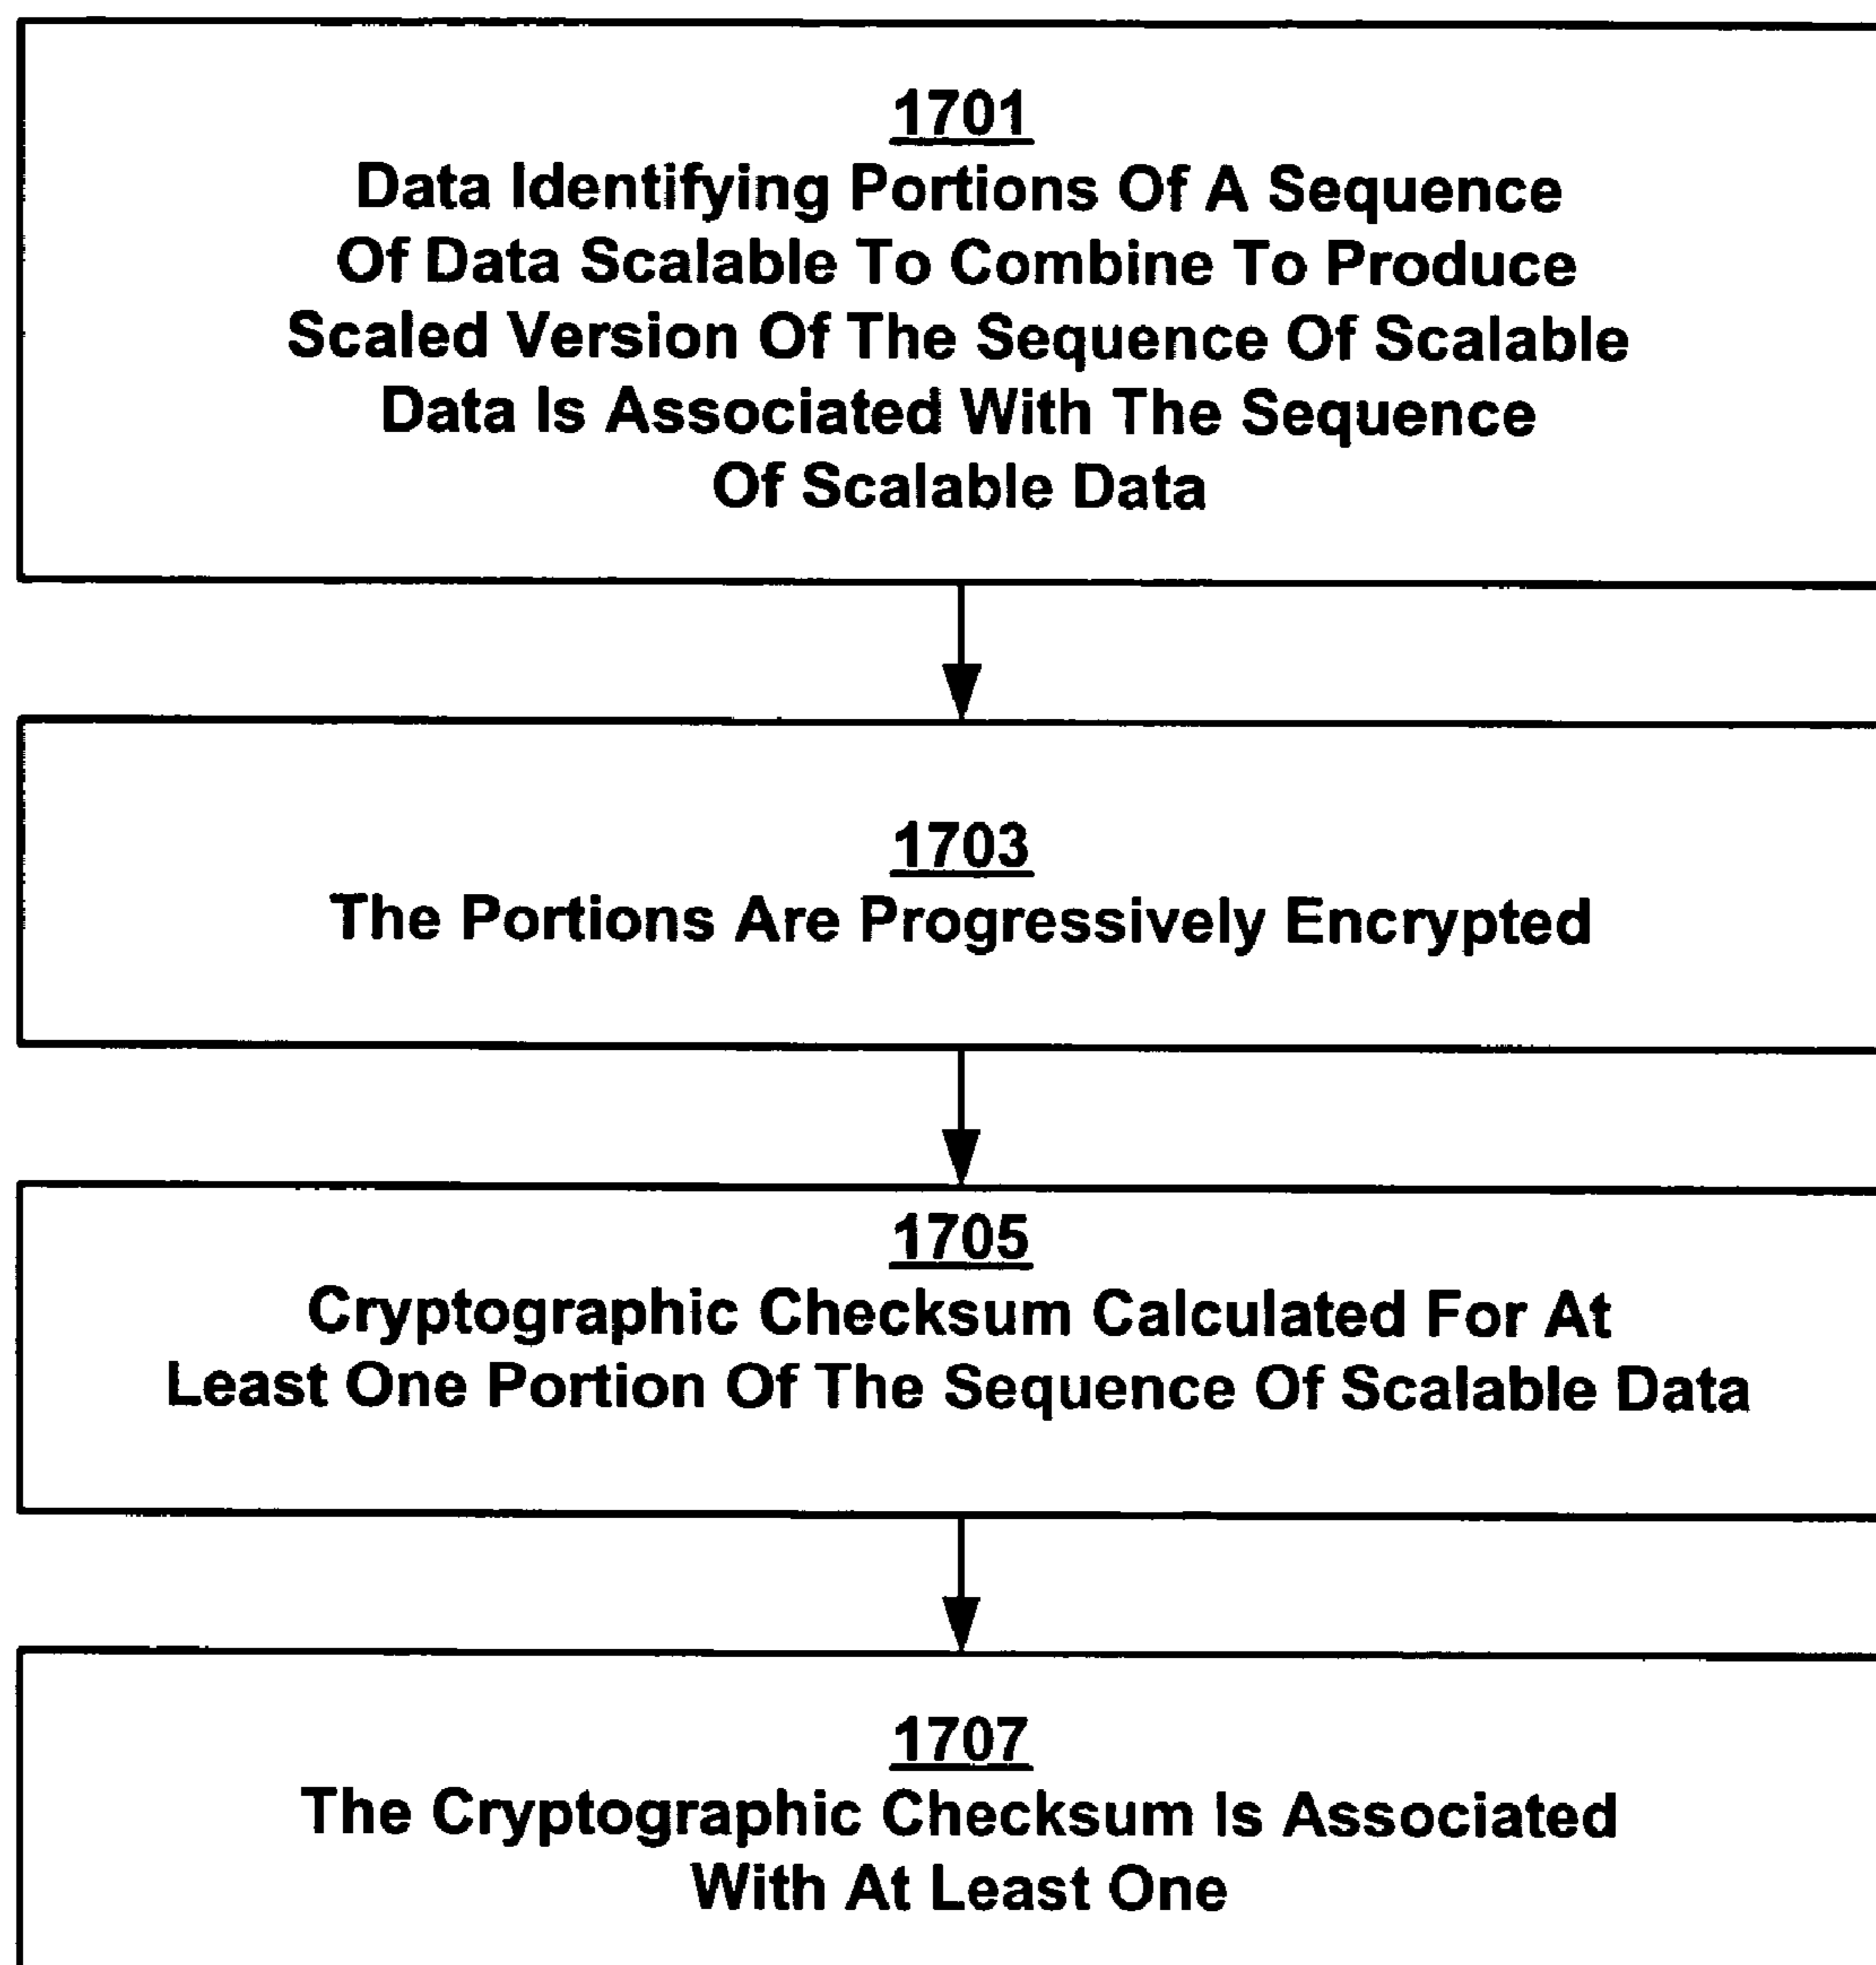 1701
Data Identifying Portions Of A Sequence
Of Data Scalable To Combine To Produce
Scaled Version Of The Sequence Of Scalable
Data Is Associated With The Sequence
Of Scalable Data
1703
The Portions Are Progressively Encrypted
1705
Cryptographic Checksum Calculated For At
Least One Portion Of The Sequence Of Scalable Data
1707
The Cryptographic Checksum Is Associated
With At Least One